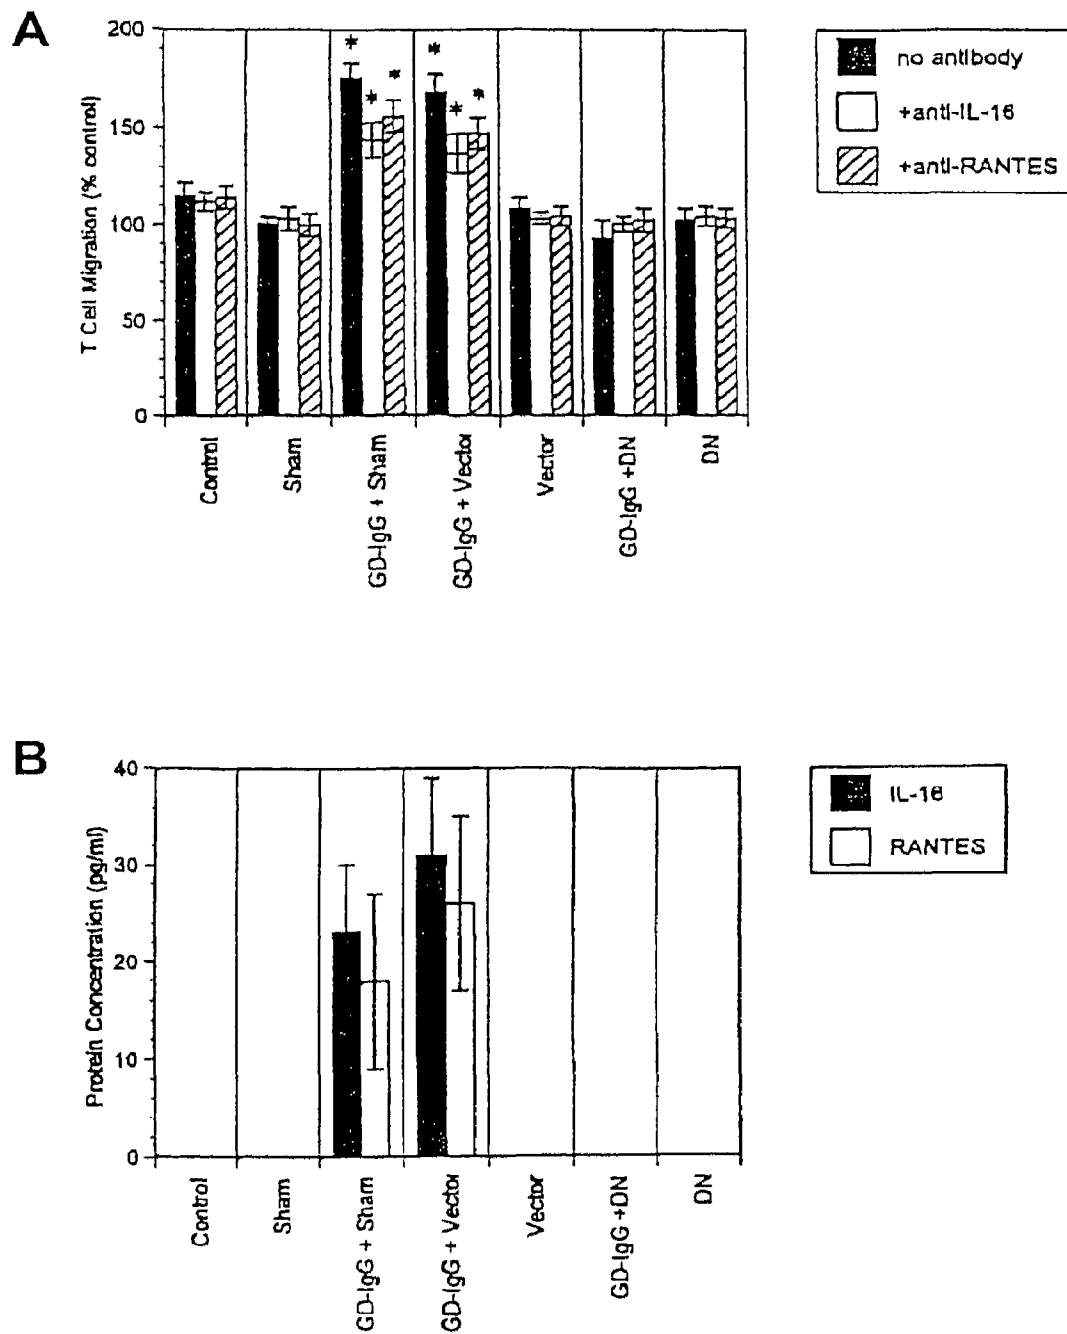 A
200
150
100
50
0
T Cell Migration (% control)
* * * * * *
Control
Sham
GD-IgG + Sham
GD-IgG + Vector
Vector
GD-IgG +DN
DN
no antibody
+anti-IL-16
+anti-RANTES
B
40
30
20
10
0
Protein Concentration (pg/ml)
Control
Sham
GD-IgG + Sham
GD-IgG + Vector
Vector
GD-IgG +DN
DN
IL-16
RANTES